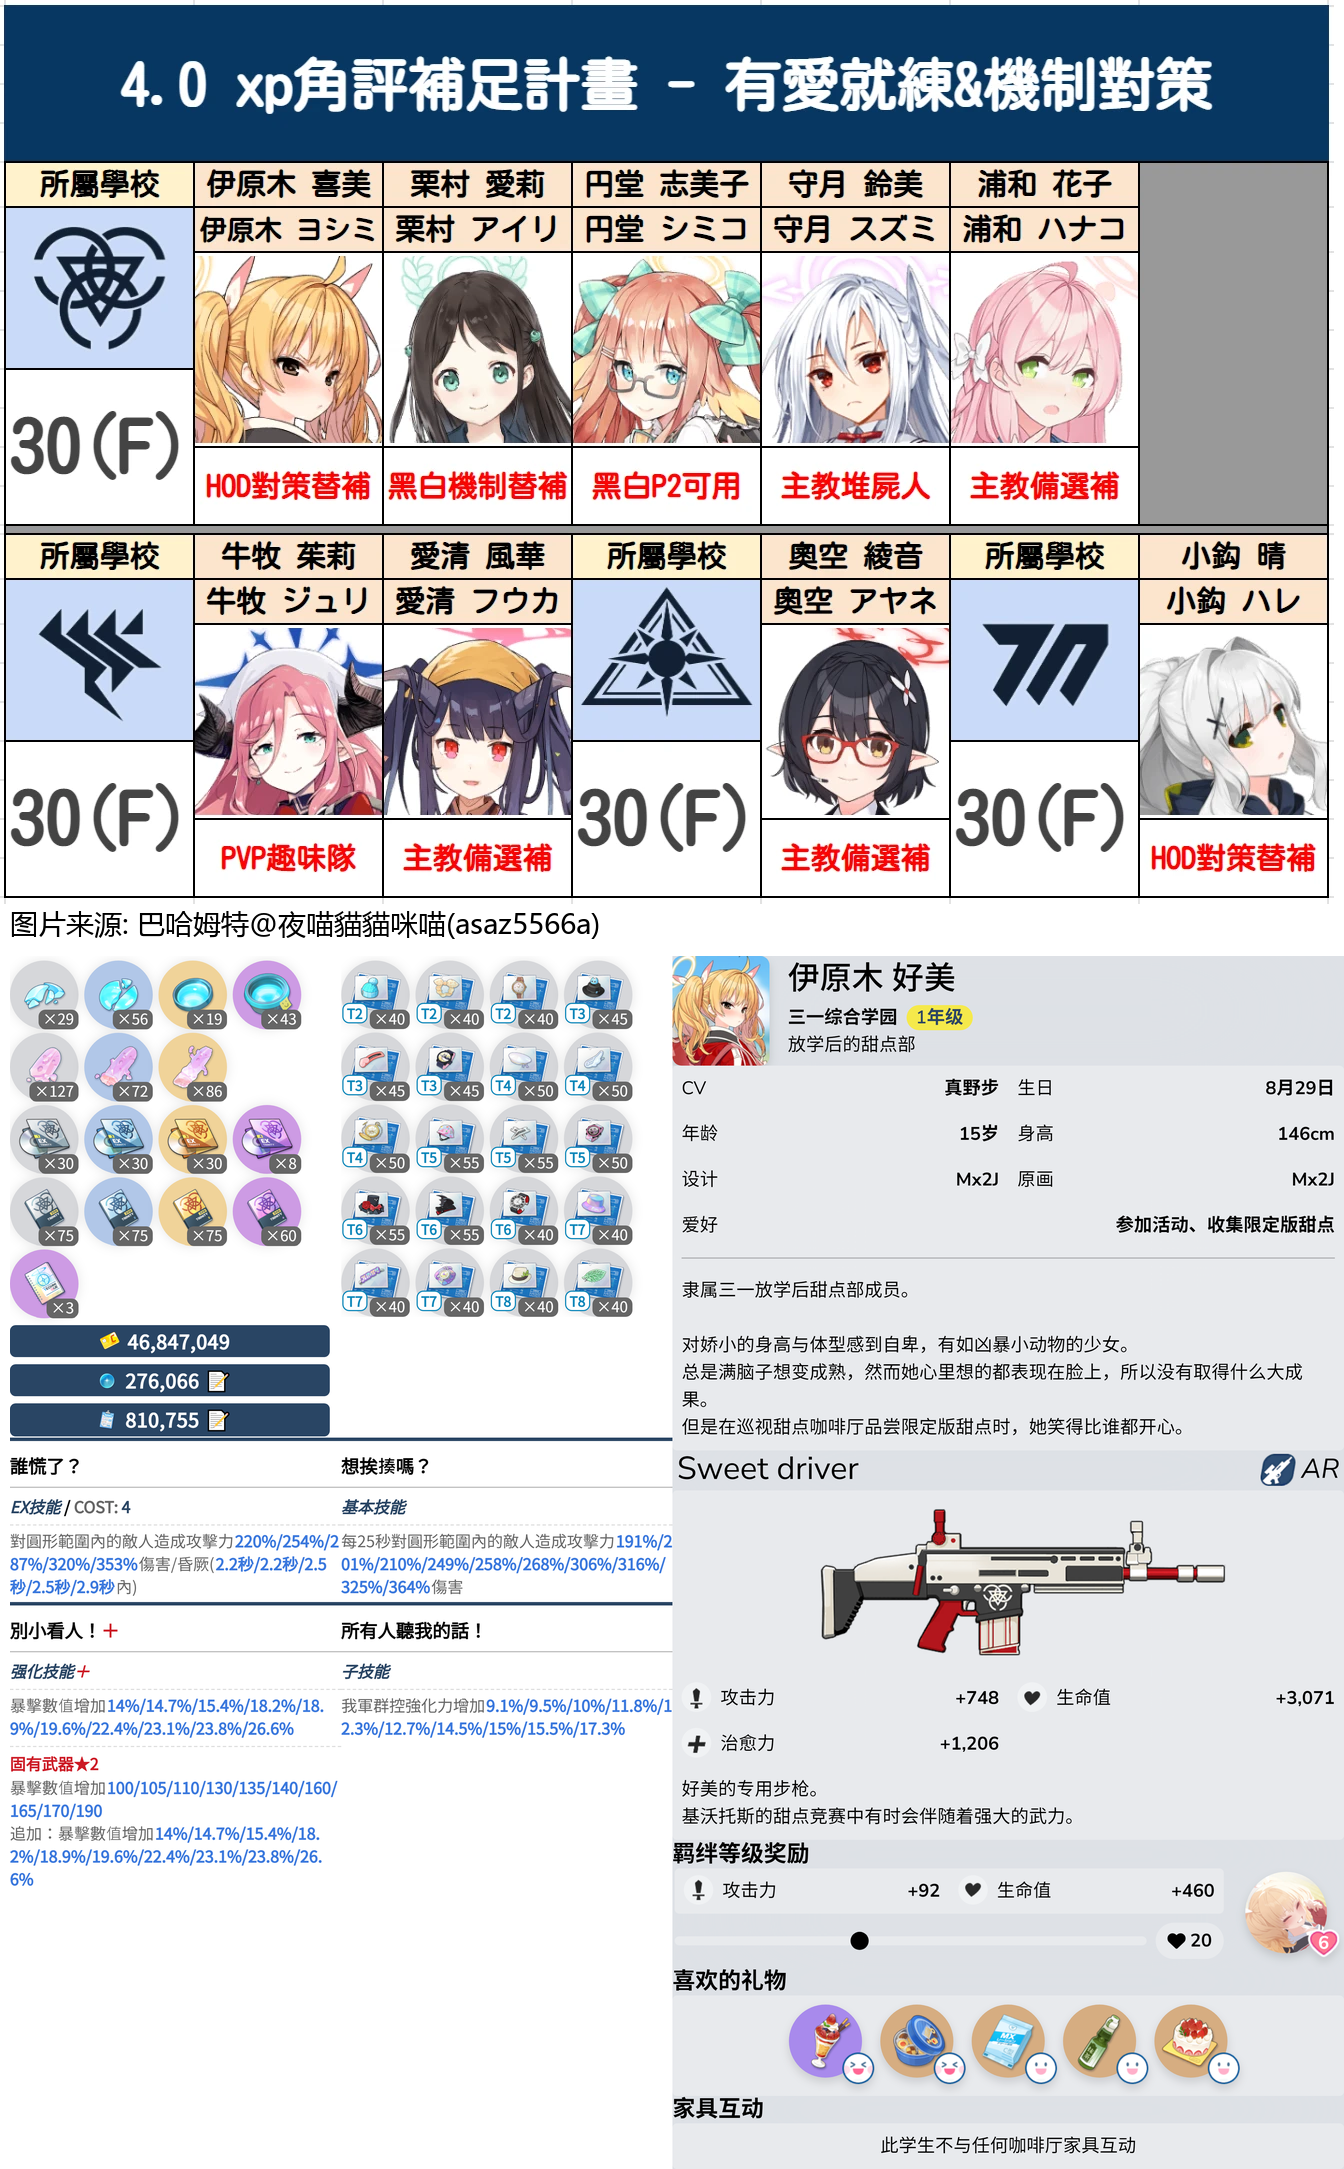 4.0 xp角評補足計畫 - 有愛就練&機制對策
所屬學校 伊原木 喜美 栗村 愛莉 円堂 志美子 守月 鈴美 浦和 花子
伊原木 ヨシミ 栗村 アイリ 円堂 シミコ 守月 スズミ 浦和 ハナコ
30(F)
HOD對策替補 黑白機制替補 黑白P2可用 主教堆屍人 主教備選補
所屬學校 牛牧 茱莉 愛清 風華 所屬學校 奧空 綾音 所屬學校 小鈎 晴
牛牧 ジュリ 愛清 フウカ 奧空 アヤネ 小鈎 ハレ
30(F) 30(F) 30(F)
PVP趣味隊 主教備選補 主教備選補 HOD對策替補
图片来源: 巴哈姆特@夜喵貓貓咪喵(asaz5566a)
×29 ×56 ×19 ×43
×127 ×72 ×86
×30 ×30 ×30 ×8
×75 ×75 ×75 ×60
×3
46,847,049
276,066
810,755
T2 ×40 T2 ×40 T2 ×40 T3 ×45
T3 ×45 T3 ×45 T4 ×50 T4 ×50
T4 ×50 T5 ×55 T5 ×55 T5 ×50
T6 ×55 T6 ×55 T6 ×40 T7 ×40
T7 ×40 T7 ×40 T8 ×40 T8 ×40
誰慌了？
EX技能 / COST: 4
對圓形範圍內的敵人造成攻擊力220%/254%/2
87%/320%/353%傷害/昏厥(2.2秒/2.2秒/2.5
秒/2.5秒/2.9秒內)
想挨揍嗎？
基本技能
每25秒對圓形範圍內的敵人造成攻擊力191%/2
01%/210%/249%/258%/268%/306%/316%/
325%/364%傷害
別小看人！+
强化技能+
暴擊數值增加14%/14.7%/15.4%/18.2%/18.
9%/19.6%/22.4%/23.1%/23.8%/26.6%
固有武器★2
暴擊數值增加100/105/110/130/135/140/160/
165/170/190
追加：暴擊數值增加14%/14.7%/15.4%/18.
2%/18.9%/19.6%/22.4%/23.1%/23.8%/26.
6%
所有人聽我的話！
子技能
我軍群控強化力增加9.1%/9.5%/10%/11.8%/1
2.3%/12.7%/14.5%/15%/15.5%/17.3%
伊原木 好美
三一综合学园 1年级
放学后的甜点部
CV 真野步 生日 8月29日
年龄 15岁 身高 146cm
设计 Mx2J 原画 Mx2J
爱好 参加活动、收集限定版甜点
隶属三一放学后甜点部成员。
对娇小的身高与体型感到自卑，有如凶暴小动物的少女。
总是满脑子想变成熟，然而她心里想的都表现在脸上，所以没有取得什么大成
果。
但是在巡视甜点咖啡厅品尝限定版甜点时，她笑得比谁都开心。
Sweet driver AR
攻击力 +748 生命值 +3,071
治愈力 +1,206
好美的专用步枪。
基沃托斯的甜点竞赛中有时会伴随着强大的武力。
羁绊等级奖励
攻击力 +92 生命值 +460
20
6
喜欢的礼物
MX
家具互动
此学生不与任何咖啡厅家具互动